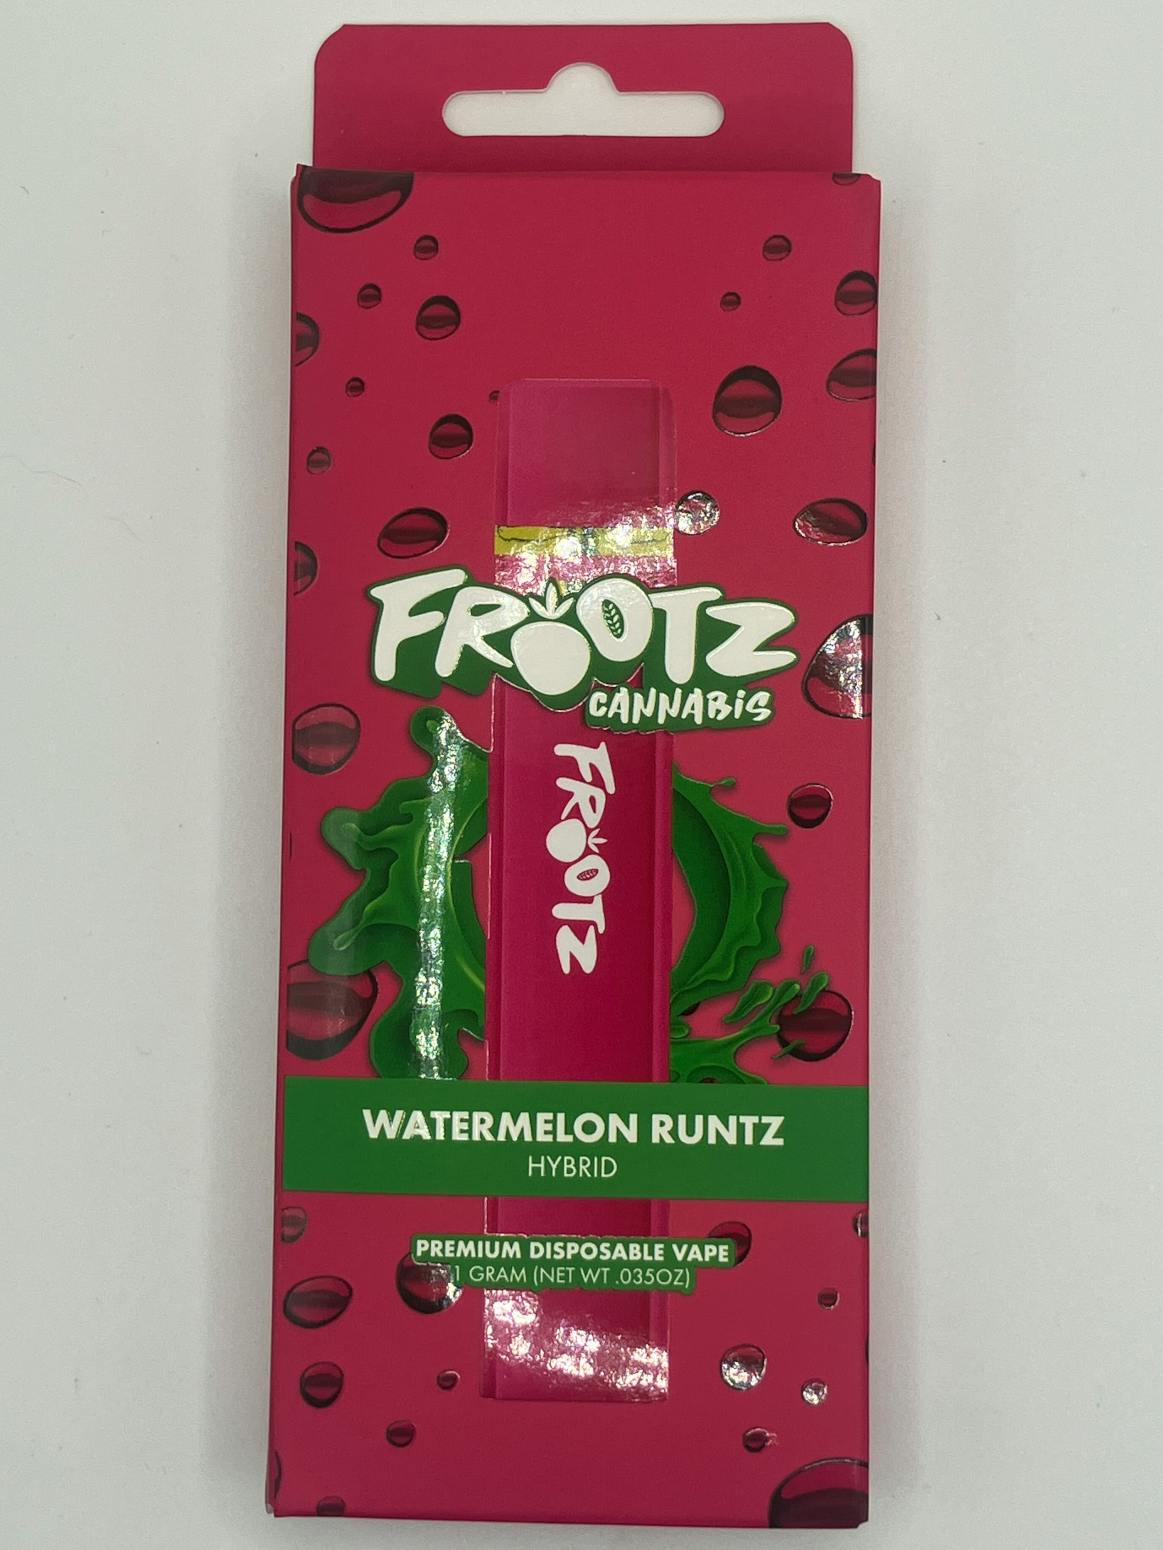 FROOTZ
CANNABIS
FROOTZ
WATERMELON RUNTZ
HYBRID
PREMIUM DISPOSABLE VAPE
1 GRAM (NET WT .035OZ)